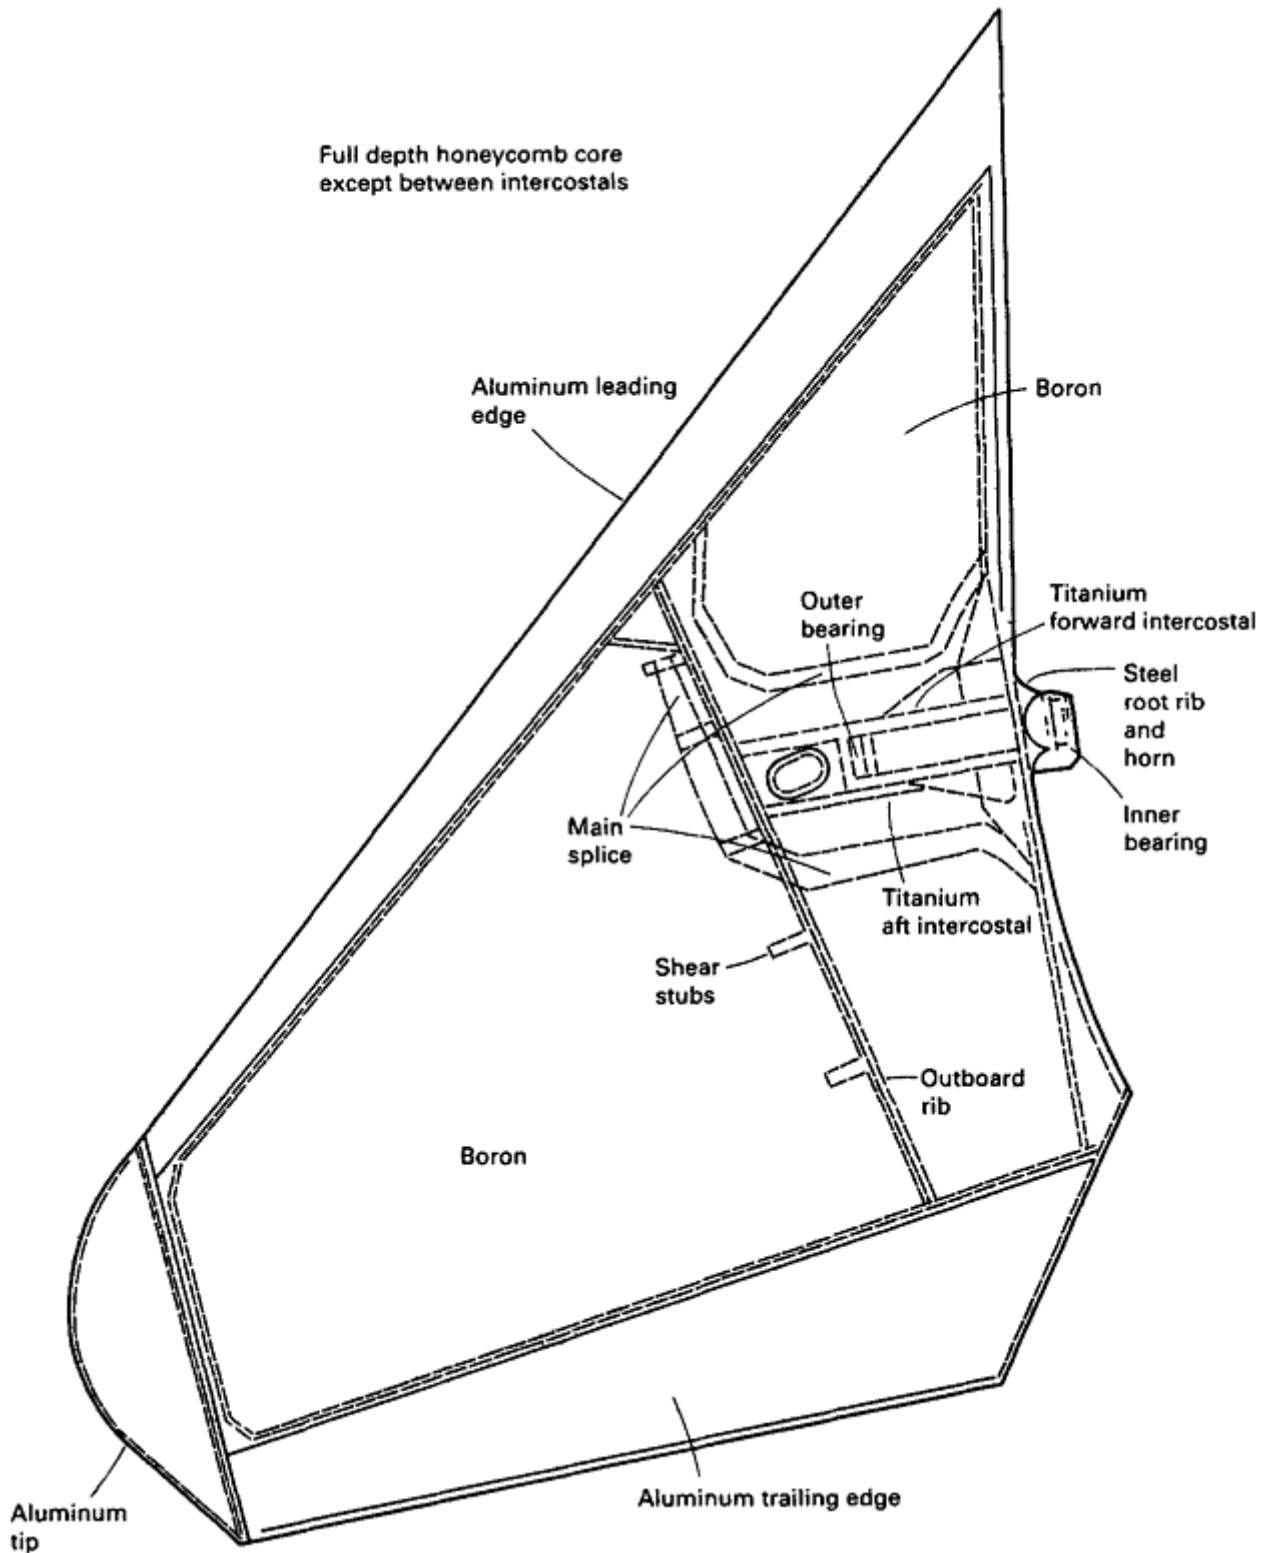 Full depth honeycomb core
except between intercostals
Aluminum leading
edge
Boron
Outer
bearing
Titanium
forward intercostal
Steel
root rib
and
horn
Inner
bearing
Main
splice
Titanium
aft intercostal
Shear
stubs
Outboard
rib
Boron
Aluminum trailing edge
Aluminum
tip